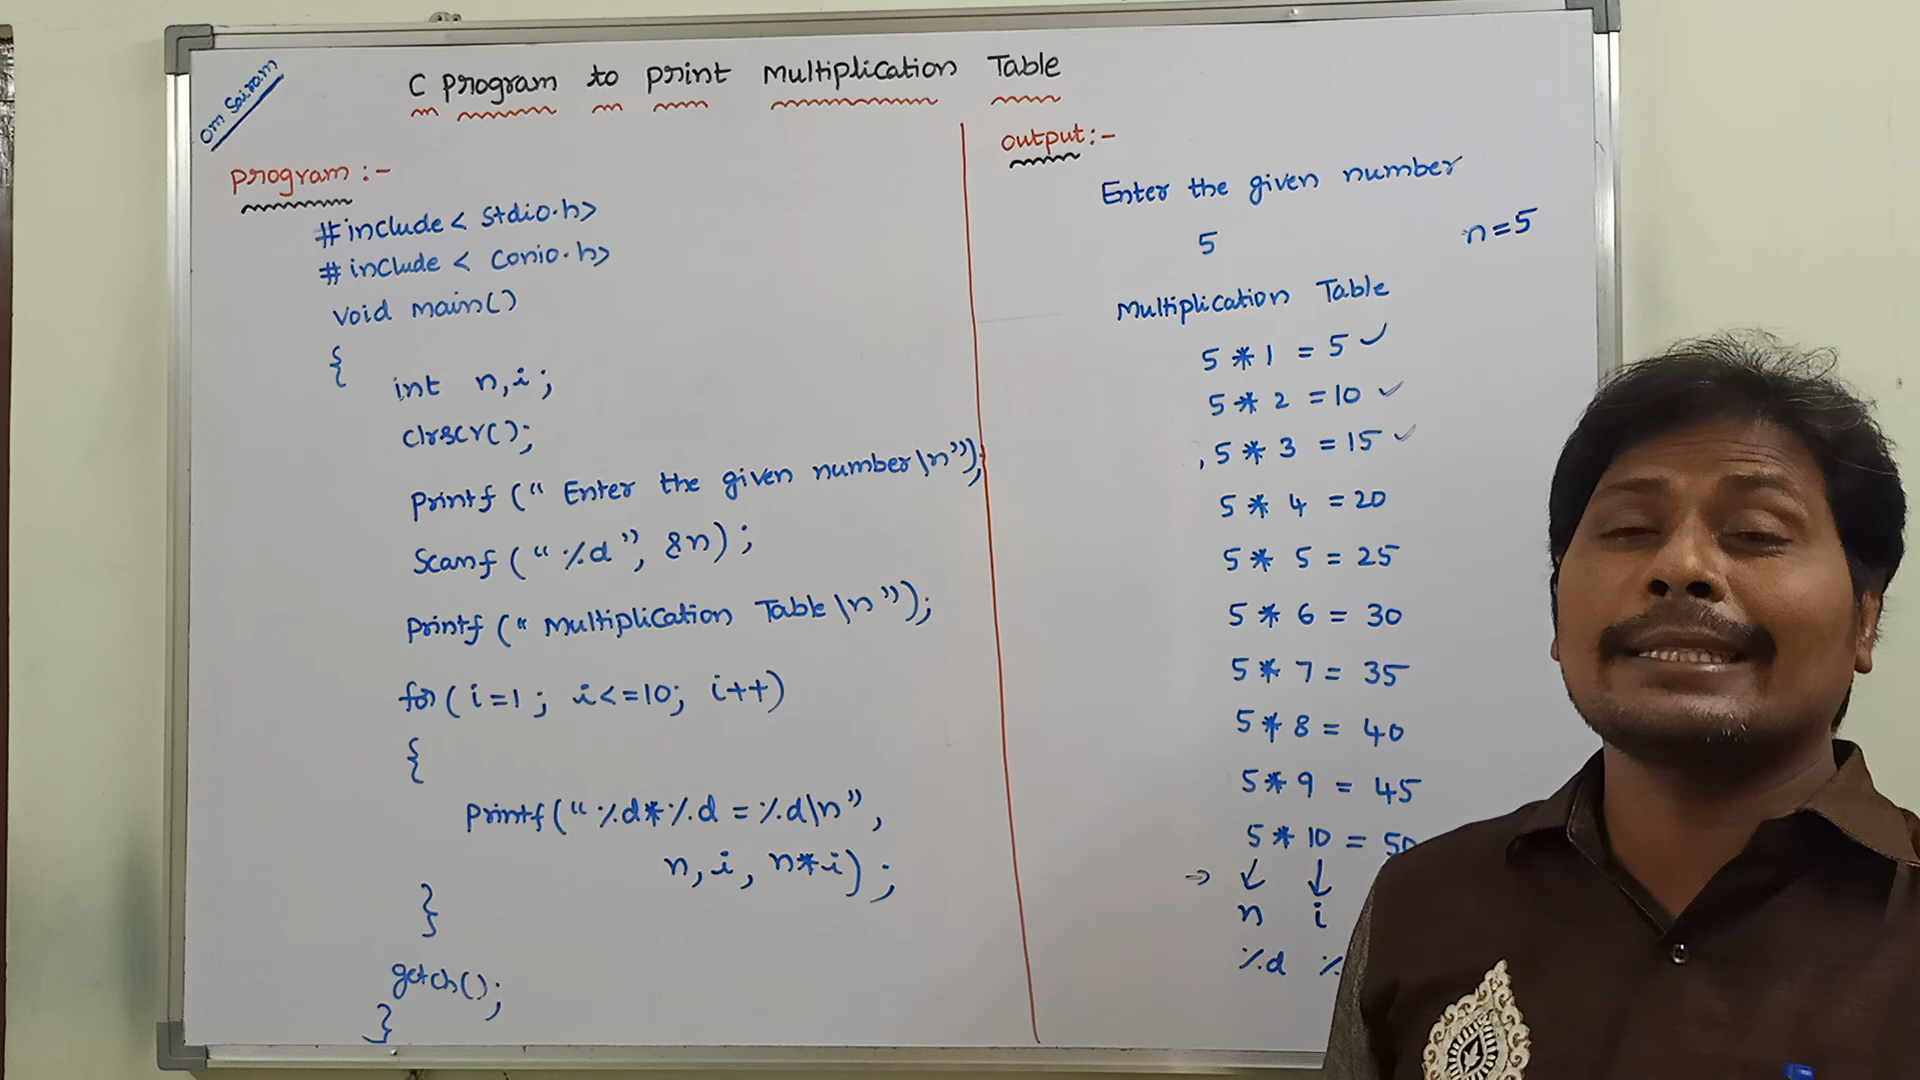 Om Sairam
C program to print Multiplication Table
program:-
#include< stdio.h>
#include< conio.h>
void main()
{
int n,i;
clrscr();
printf (" Enter the given number\n");
scanf ("%d", &n);
printf (" Multiplication Table\n");
for( i=1; i<=10; i++)
{
printf("%d*%d =%d\n",
n,i, n*i);
}
getch();
}
output:-
Enter the given number
5
n=5
Multiplication Table
5 * 1 = 5 ✓
5 * 2 =10 ✓
5 * 3 =15 ✓
5 * 4 =20
5 * 5 = 25
5 * 6 = 30
5 * 7 = 35
5 * 8 = 40
5 * 9 = 45
5 * 10 = 50
⇒ ↓ ↓
n i
%d %